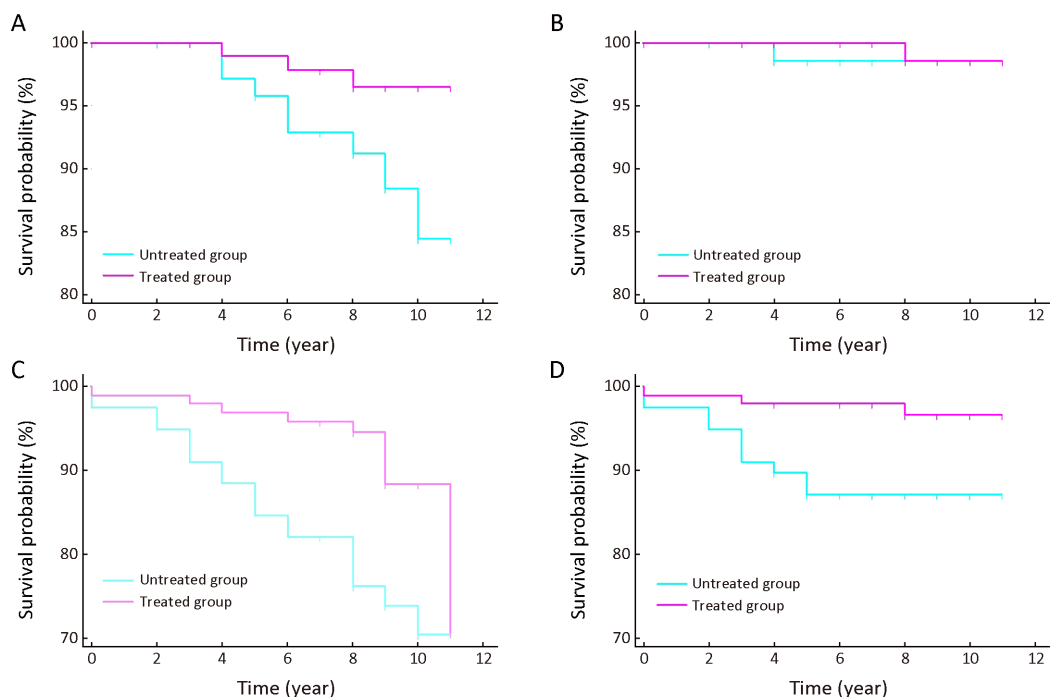 A
100
95
90
85
80
Survival probability (%)
Untreated group
Treated group
0 2 4 6 8 10 12
Time (year)
B
100
95
90
85
80
Survival probability (%)
Untreated group
Treated group
0 2 4 6 8 10 12
Time (year)
C
100
90
80
70
Survival probability (%)
Untreated group
Treated group
0 2 4 6 8 10 12
Time (year)
D
100
90
80
70
Survival probability (%)
Untreated group
Treated group
0 2 4 6 8 10 12
Time (year)